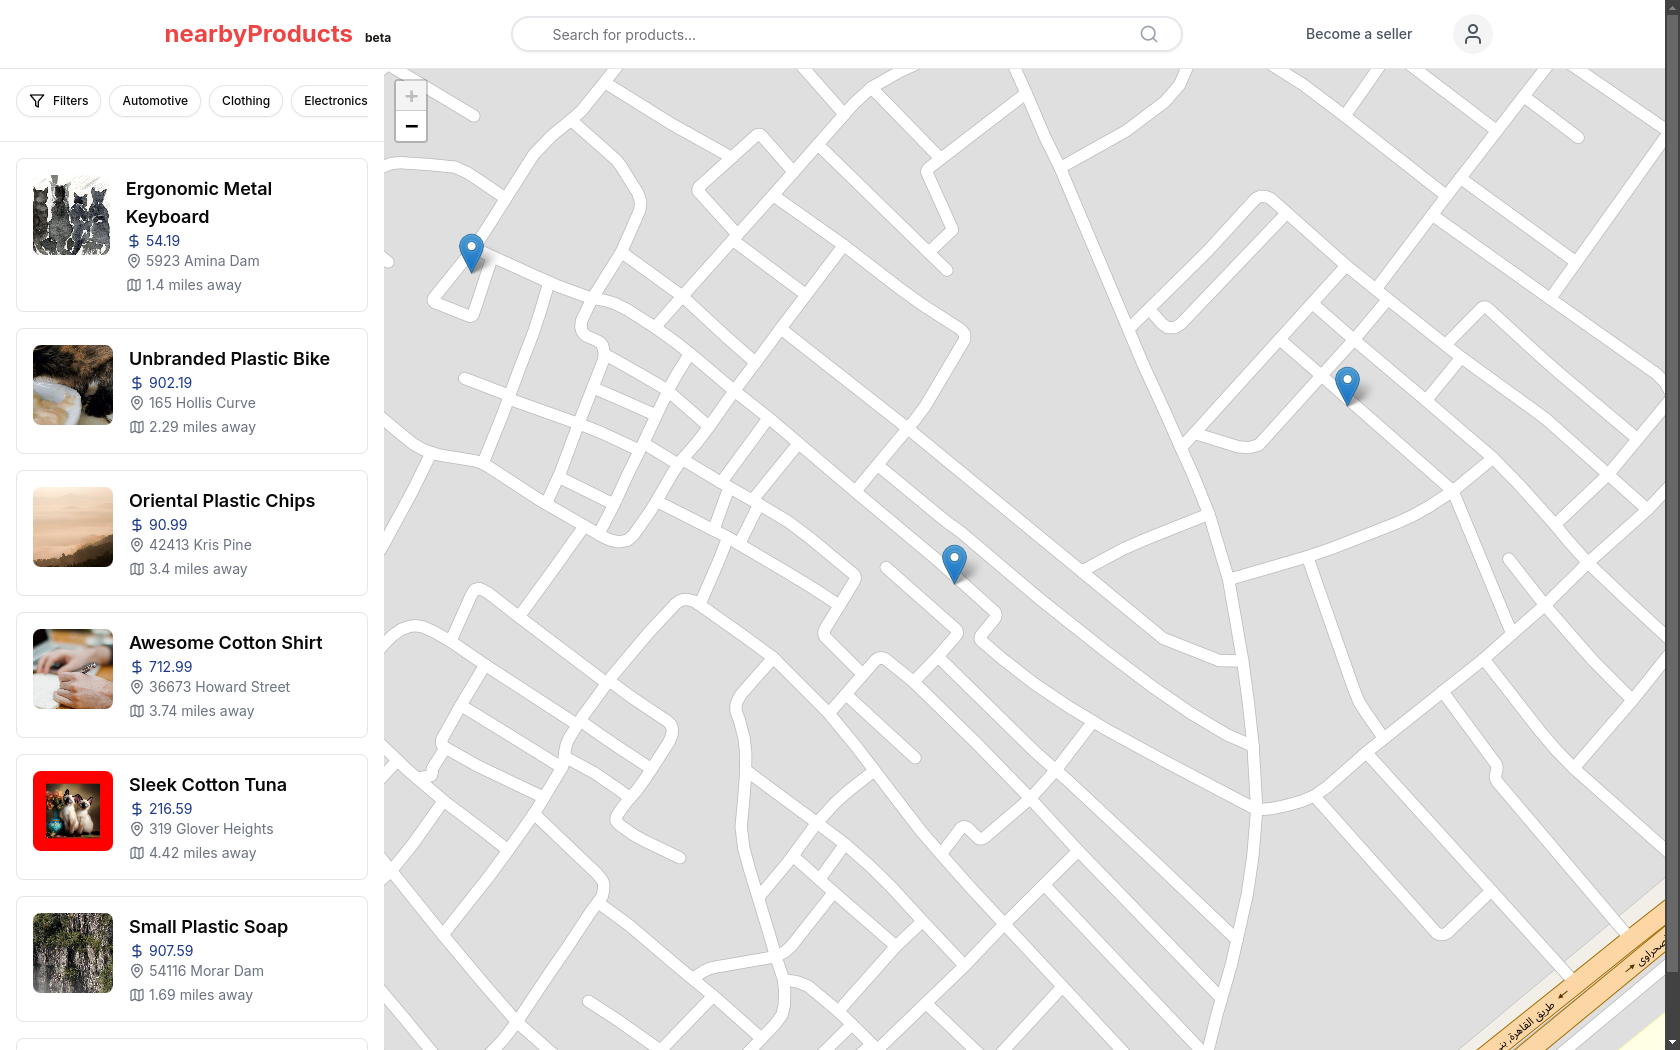 nearbyProducts beta
Search for products...
Become a seller
Filters
Automotive
Clothing
Electronics
+
−
Ergonomic Metal
Keyboard
$ 54.19
5923 Amina Dam
1.4 miles away
Unbranded Plastic Bike
$ 902.19
165 Hollis Curve
2.29 miles away
Oriental Plastic Chips
$ 90.99
42413 Kris Pine
3.4 miles away
Awesome Cotton Shirt
$ 712.99
36673 Howard Street
3.74 miles away
Sleek Cotton Tuna
$ 216.59
319 Glover Heights
4.42 miles away
Small Plastic Soap
$ 907.59
54116 Morar Dam
1.69 miles away
طريق القاهرة